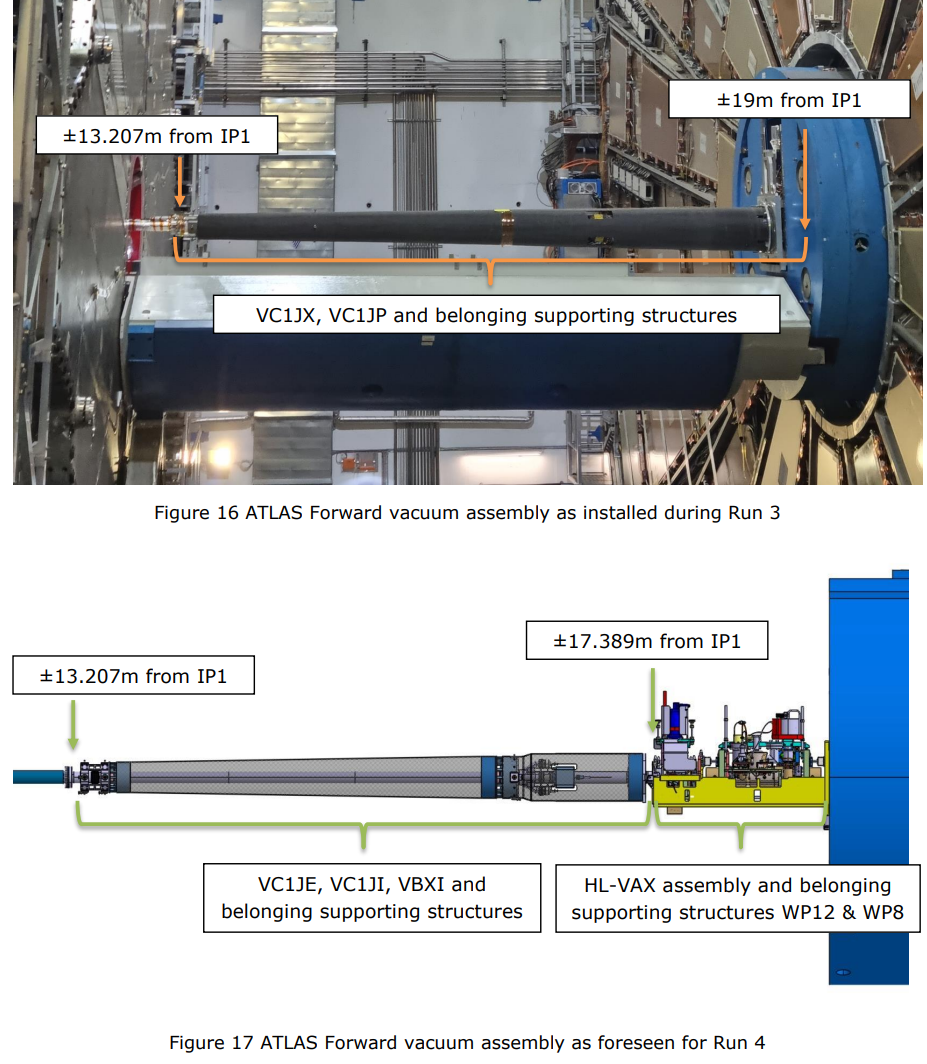 ±13.207m from IP1
±19m from IP1
VC1JX, VC1JP and belonging supporting structures
Figure 16 ATLAS Forward vacuum assembly as installed during Run 3
±17.389m from IP1
±13.207m from IP1
VC1JE, VC1JI, VBXI and
belonging supporting structures
HL-VAX assembly and belonging
supporting structures WP12 & WP8
Figure 17 ATLAS Forward vacuum assembly as foreseen for Run 4